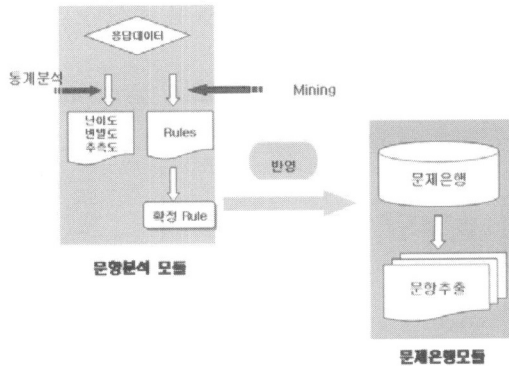 응답데이터
통계분석
Mining
난이도
변별도
추측도
Rules
확정 Rule
문항분석 모듈
반영
문제은행
문항추출
문제은행모듈